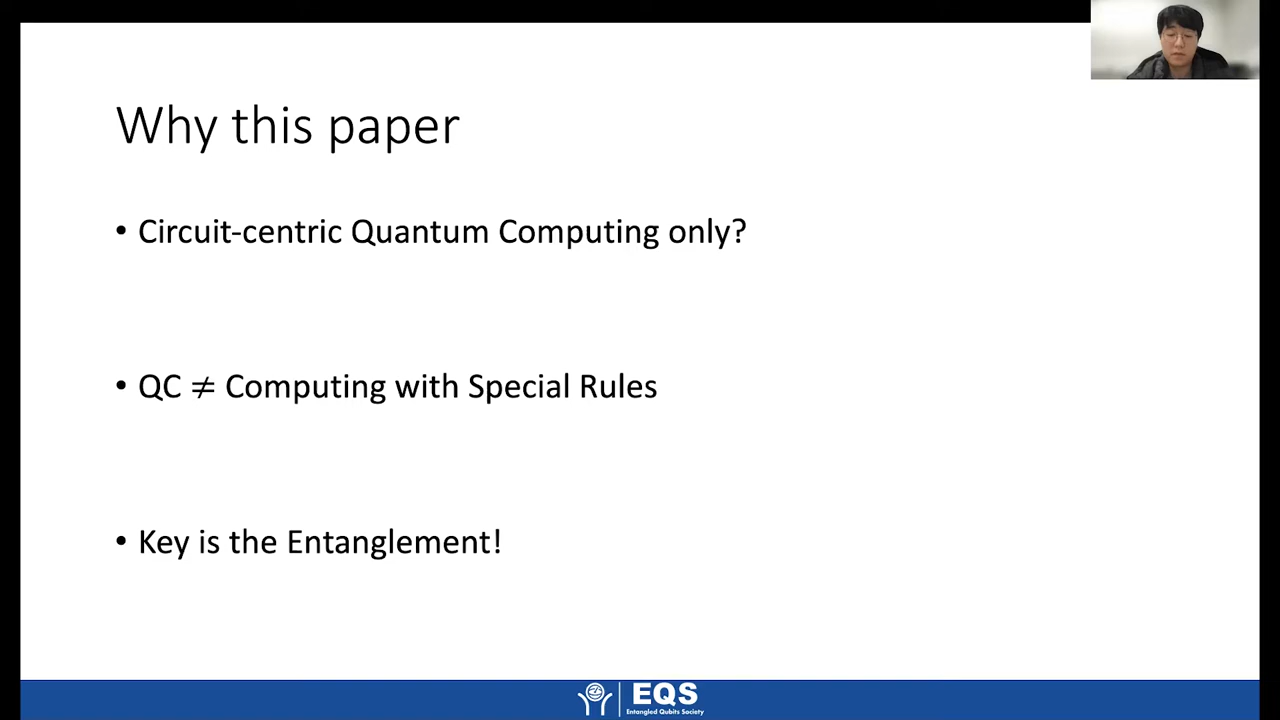 Why this paper
• Circuit-centric Quantum Computing only?
• QC ≠ Computing with Special Rules
• Key is the Entanglement!
EQS
Entangled Qubits Society